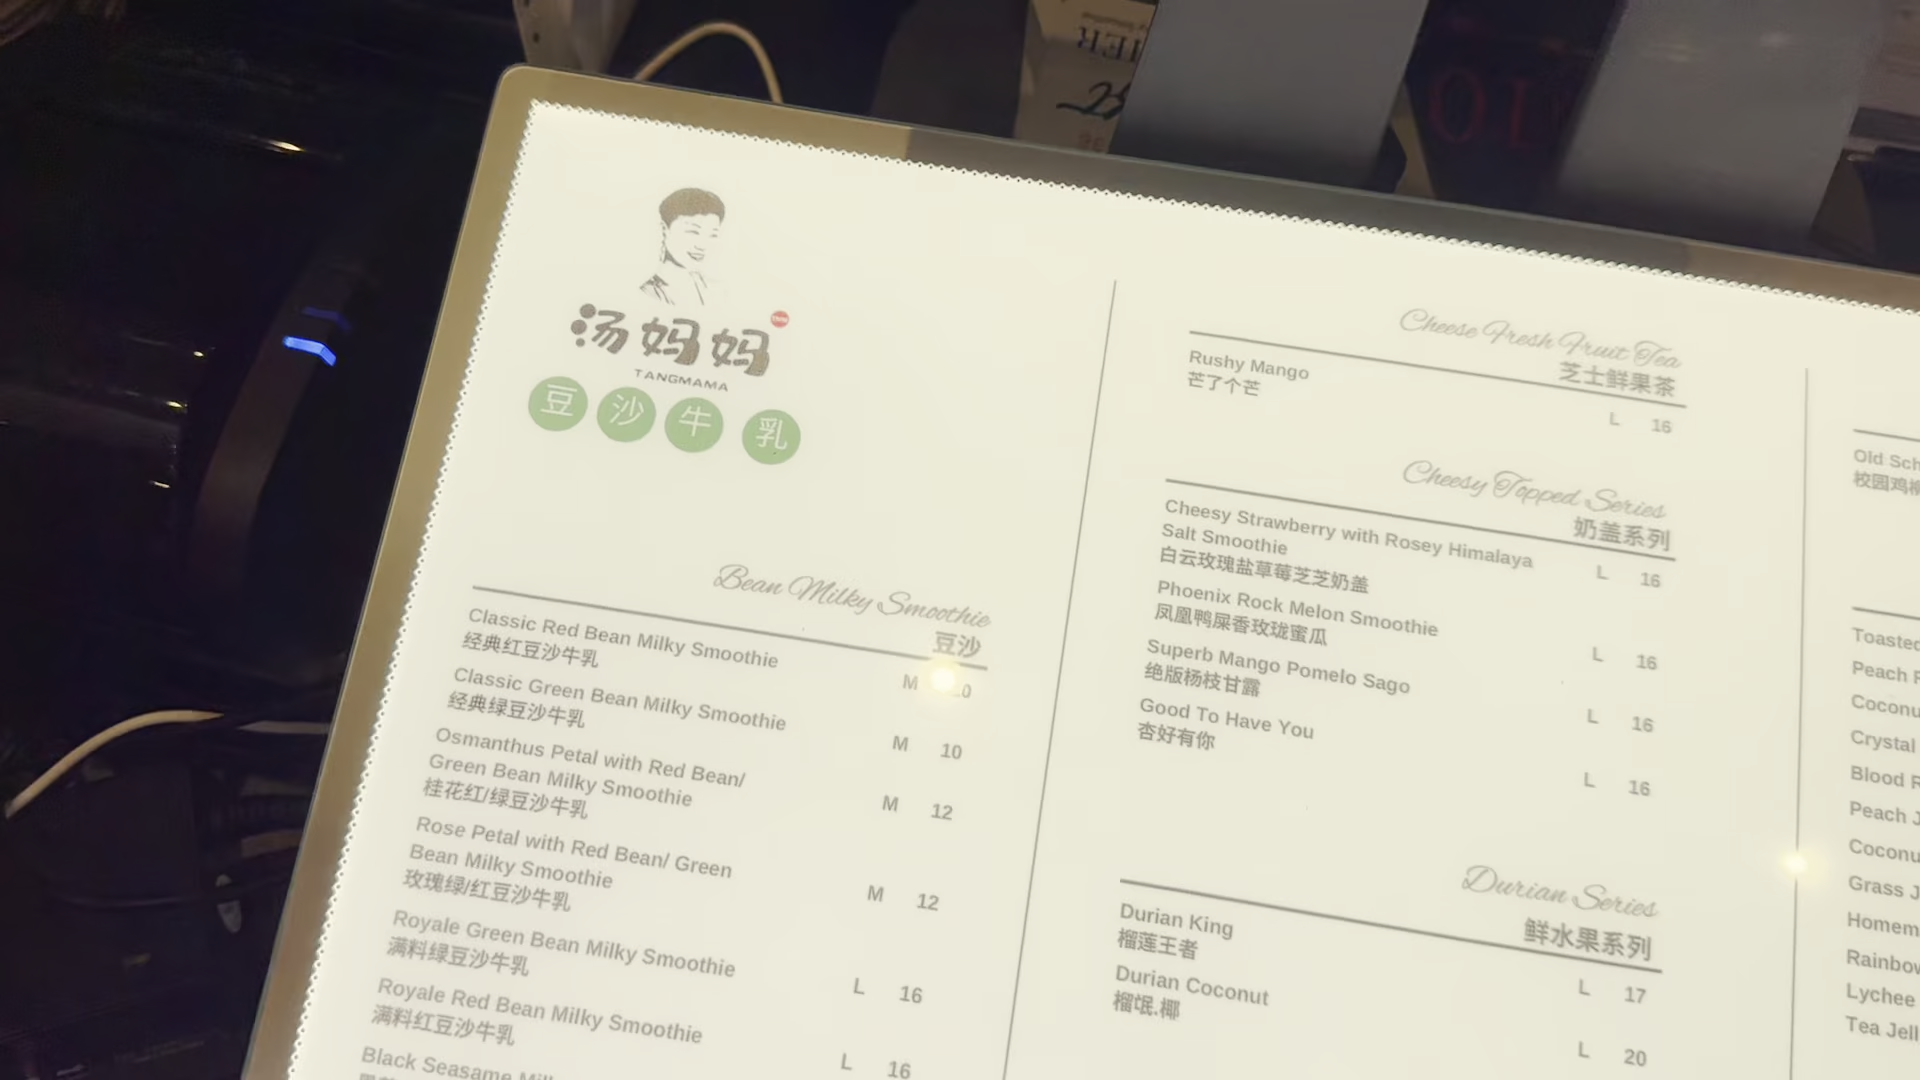 汤妈妈
TANGMAMA
豆沙牛乳
Bean Milky Smoothie
豆沙
Classic Red Bean Milky Smoothie
经典红豆沙牛乳
M
Classic Green Bean Milky Smoothie
经典绿豆沙牛乳
M 10
Osmanthus Petal with Red Bean/
Green Bean Milky Smoothie
桂花红/绿豆沙牛乳
M 12
Rose Petal with Red Bean/ Green
Bean Milky Smoothie
玫瑰绿/红豆沙牛乳
M 12
Royale Green Bean Milky Smoothie
满料绿豆沙牛乳
L 16
Royale Red Bean Milky Smoothie
满料红豆沙牛乳
L 16
Black Seasame
Cheese Fresh Fruit Tea
芝士鲜果茶
Rushy Mango
芒了个芒
L 16
Cheesy Topped Series
奶盖系列
Cheesy Strawberry with Rosey Himalaya
Salt Smoothie
白云玫瑰盐草莓芝芝奶盖
L 16
Phoenix Rock Melon Smoothie
凤凰鸭屎香玫珑蜜瓜
L 16
Superb Mango Pomelo Sago
绝版杨枝甘露
L 16
Good To Have You
杏好有你
L 16
Durian Series
鲜水果系列
Durian King
榴莲王者
L 17
Durian Coconut
榴氓.椰
L 20
Old
校园鸡
Toasted
Peach
Crystal
Blood
Peach
Grass
Lychee
Tea